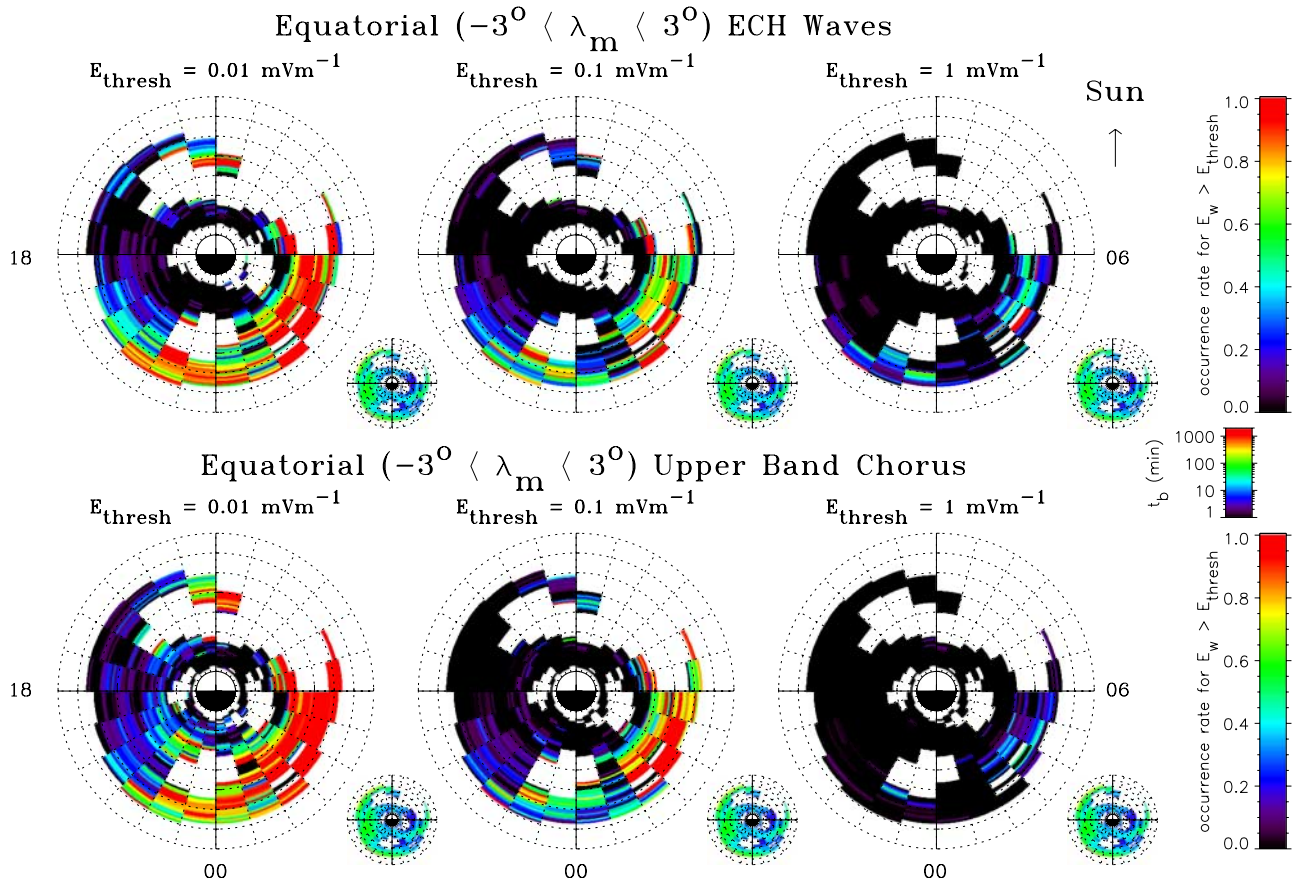 Equatorial (−3° < λm < 3°) ECH Waves
Ethresh = 0.01 mVm−1
Ethresh = 0.1 mVm−1
Ethresh = 1 mVm−1
Sun
18
06
1.0
0.8
0.6
0.4
0.2
0.0
occurrence rate for Ew > Ethresh
1000
100
10
1
tb (min)
Equatorial (−3° < λm < 3°) Upper Band Chorus
Ethresh = 0.01 mVm−1
Ethresh = 0.1 mVm−1
Ethresh = 1 mVm−1
18
06
1.0
0.8
0.6
0.4
0.2
0.0
occurrence rate for Ew > Ethresh
00
00
00